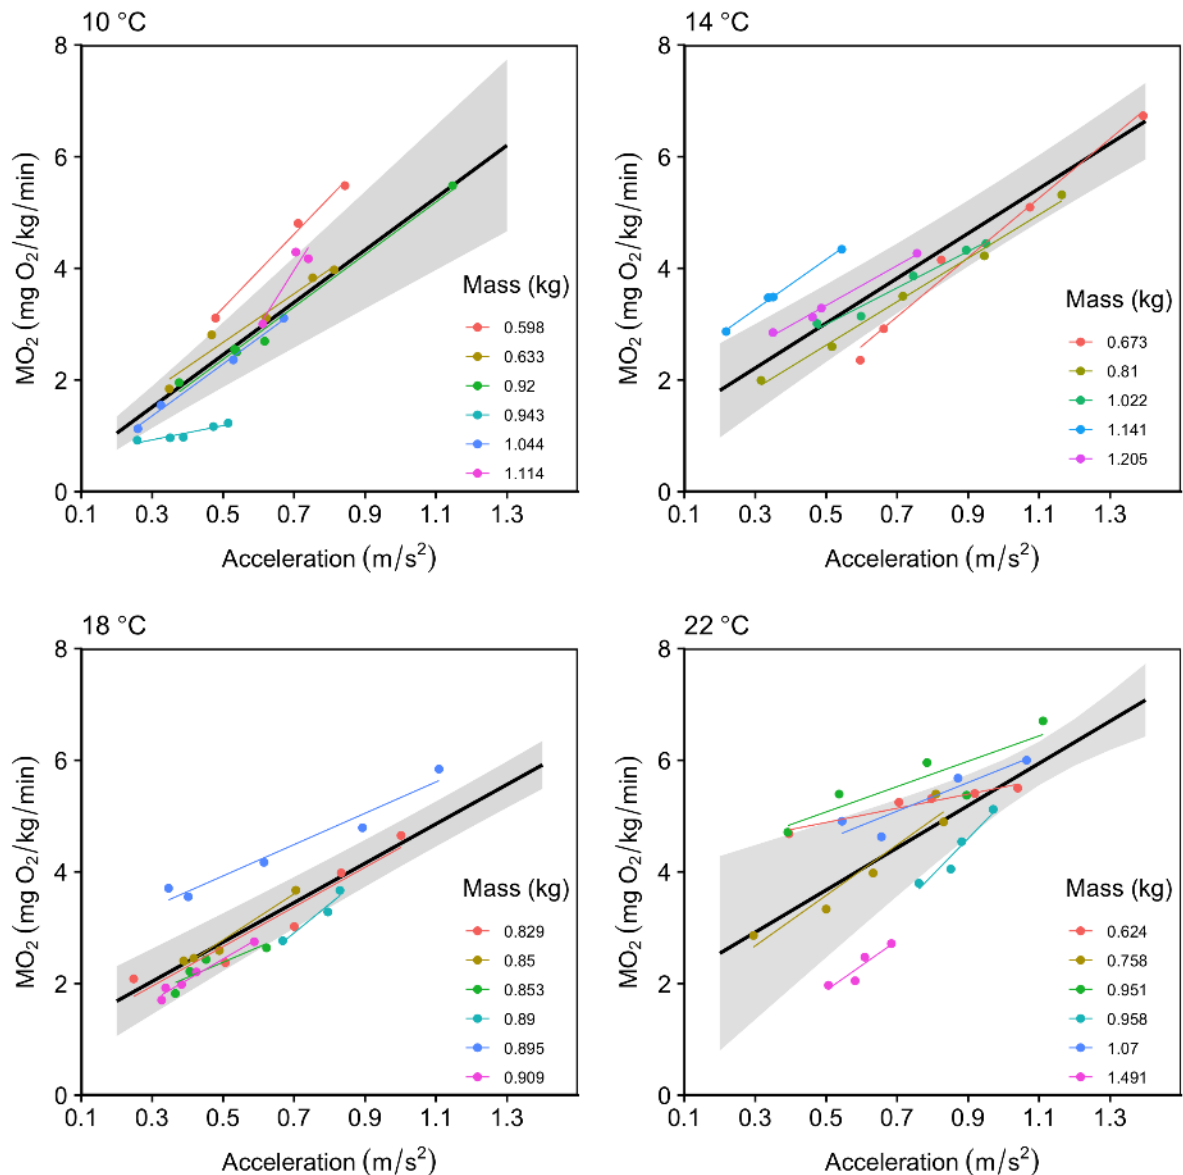 10 °C
14 °C
8
6
4
2
0
MO₂ (mg O₂/kg/min)
Mass (kg)
0.598
0.633
0.92
0.943
1.044
1.114
0.1 0.3 0.5 0.7 0.9 1.1 1.3
Acceleration (m/s²)
8
6
4
2
0
MO₂ (mg O₂/kg/min)
Mass (kg)
0.673
0.81
1.022
1.141
1.205
0.1 0.3 0.5 0.7 0.9 1.1 1.3
Acceleration (m/s²)
18 °C
22 °C
8
6
4
2
0
MO₂ (mg O₂/kg/min)
Mass (kg)
0.829
0.85
0.853
0.89
0.895
0.909
0.1 0.3 0.5 0.7 0.9 1.1 1.3
Acceleration (m/s²)
8
6
4
2
0
MO₂ (mg O₂/kg/min)
Mass (kg)
0.624
0.758
0.951
0.958
1.07
1.491
0.1 0.3 0.5 0.7 0.9 1.1 1.3
Acceleration (m/s²)